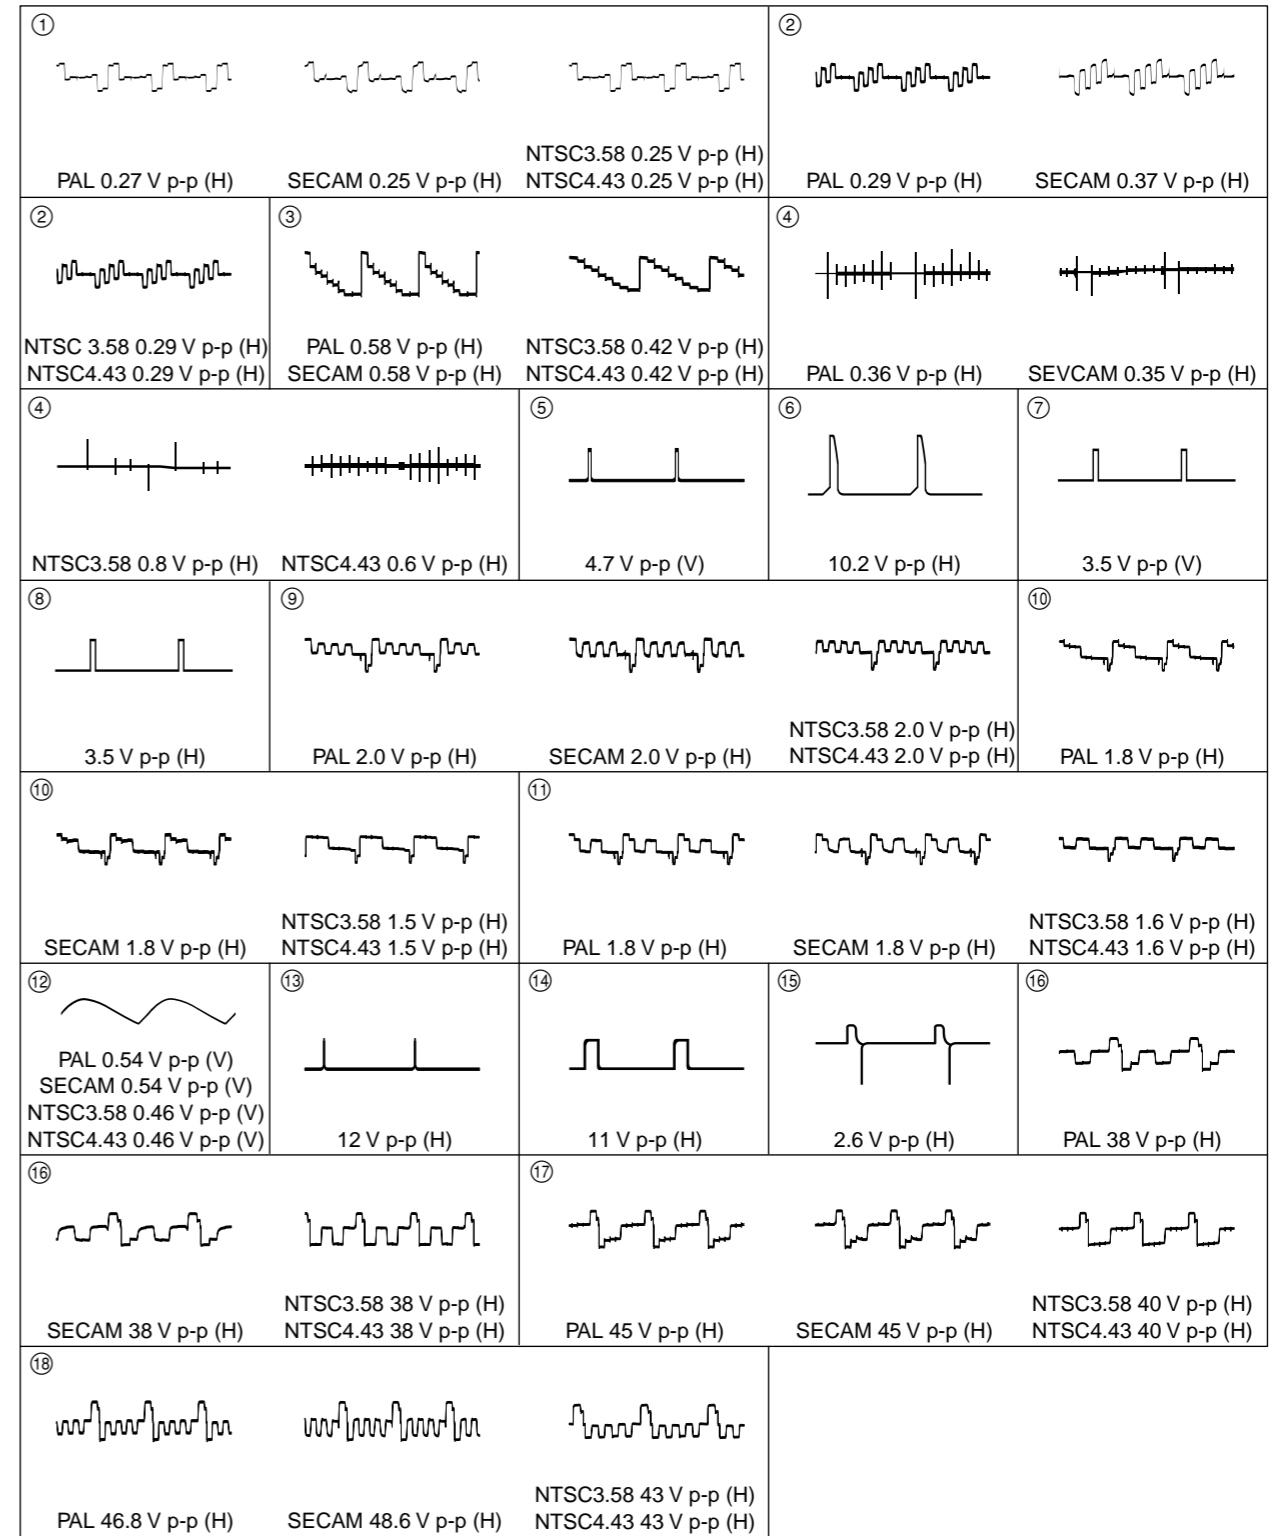 ①
PAL 0.27 V p-p (H)
SECAM 0.25 V p-p (H)
NTSC3.58 0.25 V p-p (H)
NTSC4.43 0.25 V p-p (H)
②
PAL 0.29 V p-p (H)
SECAM 0.37 V p-p (H)
②
NTSC 3.58 0.29 V p-p (H)
NTSC4.43 0.29 V p-p (H)
③
PAL 0.58 V p-p (H)
SECAM 0.58 V p-p (H)
NTSC3.58 0.42 V p-p (H)
NTSC4.43 0.42 V p-p (H)
④
PAL 0.36 V p-p (H)
SEVCAM 0.35 V p-p (H)
④
NTSC3.58 0.8 V p-p (H)
NTSC4.43 0.6 V p-p (H)
⑤
4.7 V p-p (V)
⑥
10.2 V p-p (H)
⑦
3.5 V p-p (V)
⑧
3.5 V p-p (H)
⑨
PAL 2.0 V p-p (H)
SECAM 2.0 V p-p (H)
NTSC3.58 2.0 V p-p (H)
NTSC4.43 2.0 V p-p (H)
⑩
PAL 1.8 V p-p (H)
⑩
SECAM 1.8 V p-p (H)
NTSC3.58 1.5 V p-p (H)
NTSC4.43 1.5 V p-p (H)
⑪
PAL 1.8 V p-p (H)
SECAM 1.8 V p-p (H)
NTSC3.58 1.6 V p-p (H)
NTSC4.43 1.6 V p-p (H)
⑫
PAL 0.54 V p-p (V)
SECAM 0.54 V p-p (V)
NTSC3.58 0.46 V p-p (V)
NTSC4.43 0.46 V p-p (V)
⑬
12 V p-p (H)
⑭
11 V p-p (H)
⑮
2.6 V p-p (H)
⑯
PAL 38 V p-p (H)
⑯
SECAM 38 V p-p (H)
NTSC3.58 38 V p-p (H)
NTSC4.43 38 V p-p (H)
⑰
PAL 45 V p-p (H)
SECAM 45 V p-p (H)
NTSC3.58 40 V p-p (H)
NTSC4.43 40 V p-p (H)
⑱
PAL 46.8 V p-p (H)
SECAM 48.6 V p-p (H)
NTSC3.58 43 V p-p (H)
NTSC4.43 43 V p-p (H)